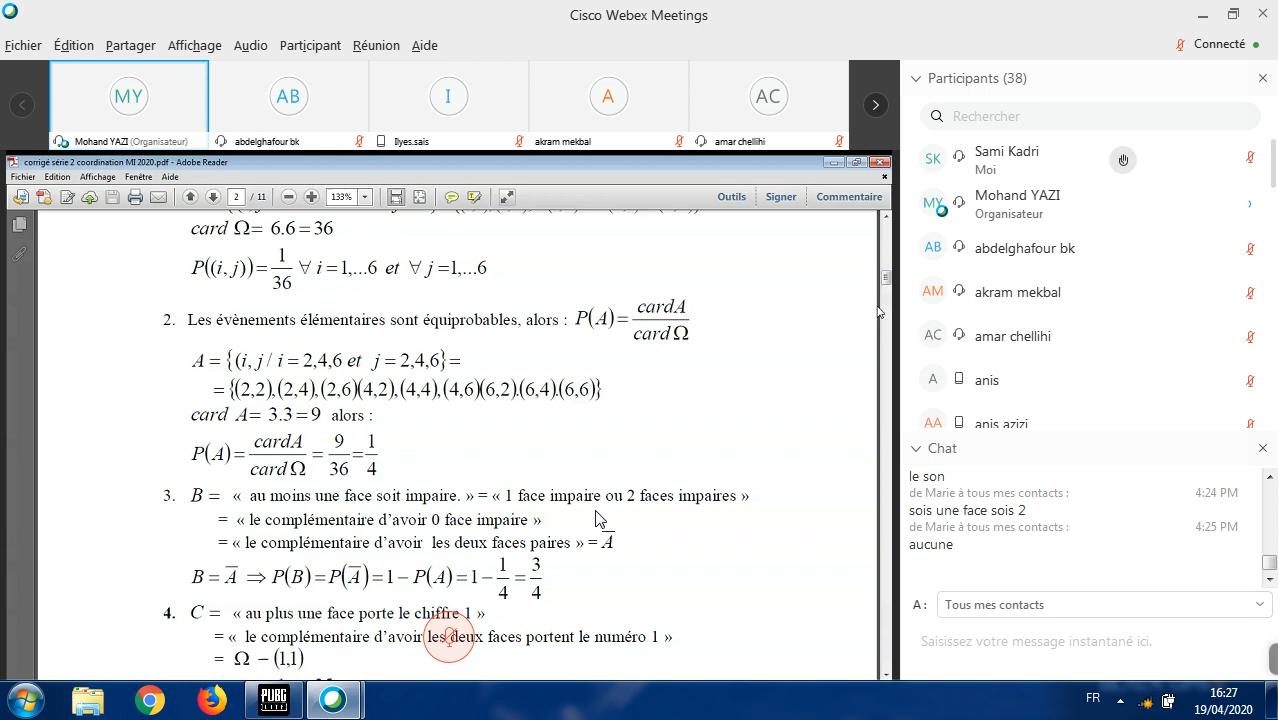 Cisco Webex Meetings
Fichier Édition Partager Affichage Audio Participant Réunion Aide
Connecté
MY
AB
I
A
AC
Mohand YAZI (Organisateur)
abdelghafour bk
Ilyes.sais
akram mekbal
amar chellihi
corrigé série 2 coordination MI 2020.pdf - Adobe Reader
Fichier Edition Affichage Fenêtre Aide
2 / 11
133%
Outils Signer Commentaire
card Ω= 6.6=36
P((i, j))= 1/36 ∀ i=1,...6 et ∀ j=1,...6
2. Les évènements élémentaires sont équiprobables, alors : P(A)= cardA/card Ω
A={(i, j / i=2,4,6 et j=2,4,6}=
={(2,2),(2,4),(2,6)(4,2),(4,4),(4,6)(6,2).(6,4).(6,6)}
card A= 3.3=9 alors :
P(A)= cardA/card Ω = 9/36 = 1/4
3. B= « au moins une face soit impaire. » = « 1 face impaire ou 2 faces impaires »
= « le complémentaire d’avoir 0 face impaire »
= « le complémentaire d’avoir les deux faces paires » = A̅
B= A̅ ⇒ P(B)=P(A̅)=1−P(A)=1− 1/4 = 3/4
4. C= « au plus une face porte le chiffre 1 »
= « le complémentaire d’avoir les deux faces portent le numéro 1 »
= Ω −(1,1)
Participants (38)
Rechercher
SK
Sami Kadri
Moi
MY
Mohand YAZI
Organisateur
AB
abdelghafour bk
AM
akram mekbal
AC
amar chellihi
A
anis
AA
anis azizi
Chat
le son
de Marie à tous mes contacts : 4:24 PM
sois une face sois 2
de Marie à tous mes contacts : 4:25 PM
aucune
A : Tous mes contacts
Saisissez votre message instantané ici.
PUBG
LITE
FR
16:27
19/04/2020